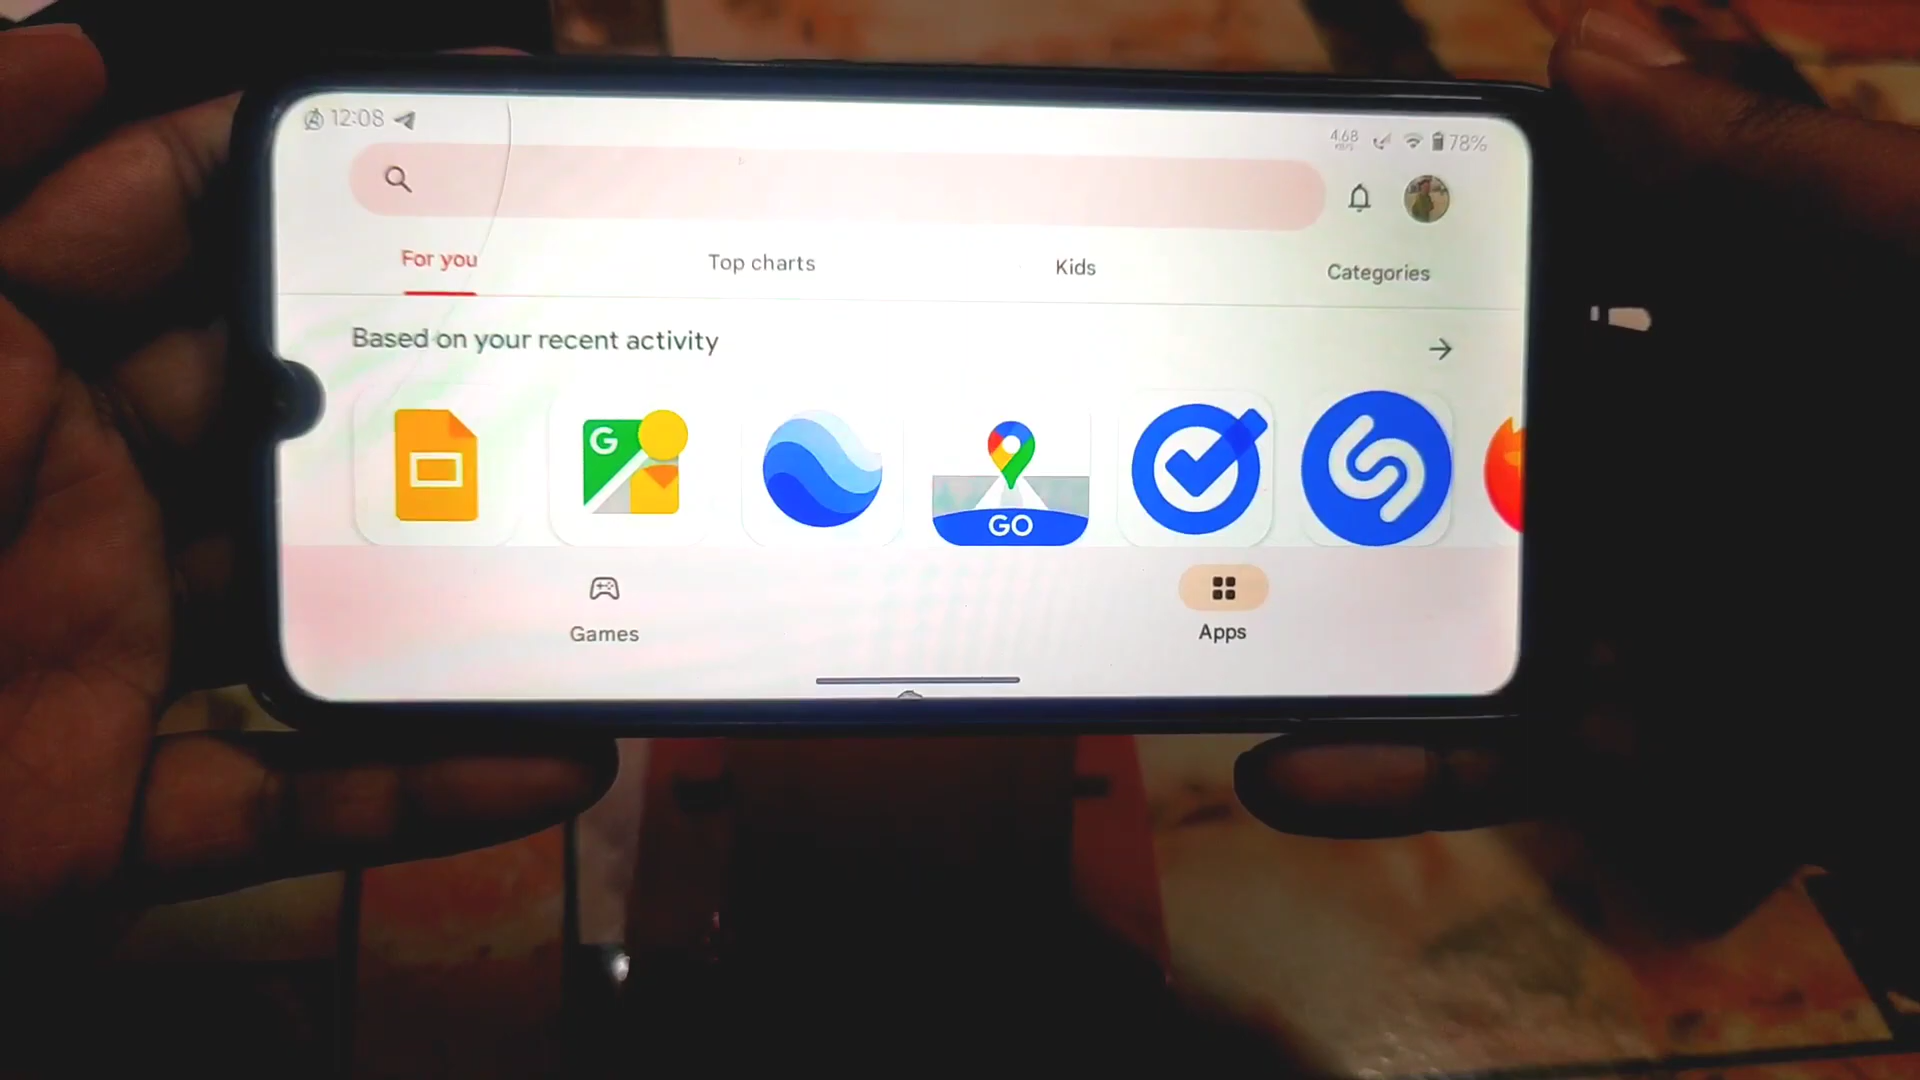 12:08
4.68
KB/S
78%
For you
Top charts
Kids
Categories
Based on your recent activity
G
GO
Games
Apps